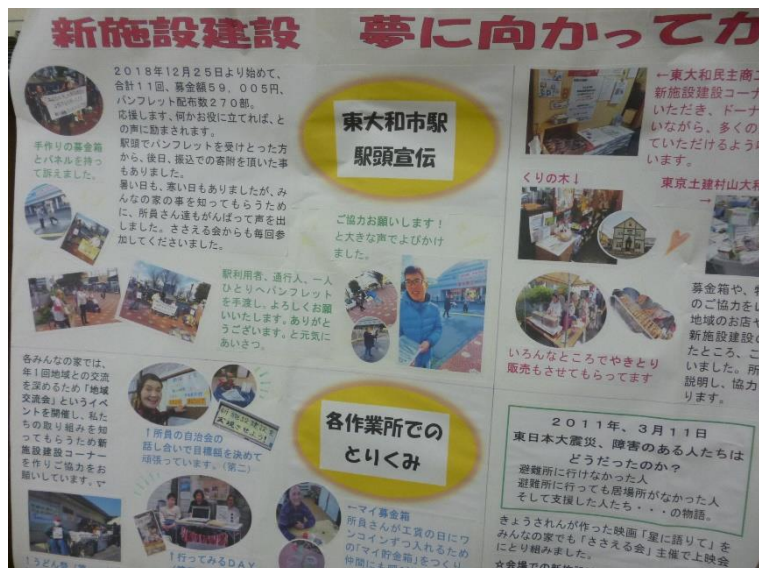 新施設建設　夢に向かって
2018年12月25日より始めて、
合計11回、募金額59，005円、
パンフレット配布数270部。
応援します、何かお役に立てれば、と
の声に励まされます。
駅頭でパンフレットを受けとった方
から、後日、振込での寄附を頂いた事
もありました。
暑い日も、寒い日もありましたが、み
んなの家の事を知ってもらうため
に、所員さん達もがんばって声を出
しました。ささえる会からも毎回参
加してくださいました。
手作りの募金箱
とパネルを持っ
て訴えました。
駅利用者、通行人、一人
ひとりへパンフレット
を手渡し、よろしくお願
いいたします。ありがと
うございます。と元気に
あいさつ。
東大和市駅
駅頭宣伝
ご協力お願いします！
と大きな声でよびかけ
ました。
←東大和民主商工
新施設建設コーナ
いただき、ドーナ
いながら、多くの
ていただけるよう
います。
くりの木！
東京土建村山大和
→
募金箱や、
のご協力を
地域のお店や
新施設建設の
たところ、こ
いました。所
説明し、協力
ります。
いろんなところでやきとり
販売もさせてもらってます
各みんなの家では、
年1回地域との交流
を深めるため「地域
交流会」というイベ
ントを開催し、私た
ちの取り組みを知
ってもらうため新
施設建設コーナー
を作りご協力をお
願いしています。
↑所員の自治会の
話し合いで目標額を決めて
頑張っています。（第二）
新施設建設
実現させよう！
↑行ってみるDAY
各作業所での
とりくみ
←マイ募金箱
所員さんが工賃の日にワ
ンコインずつ入れるため
の「マイ貯金箱」をつくり
2011年、3月11日
東日本大震災、障害のある人たちは
どうだったのか？
避難所に行けなかった人
避難所に行っても居場所がなかった人
そして支援した人たち・・・の物語。
きょうされんが作った映画「星に語りて」を
みんなの家でも「ささえる会」主催で上映会
にとり組みました。